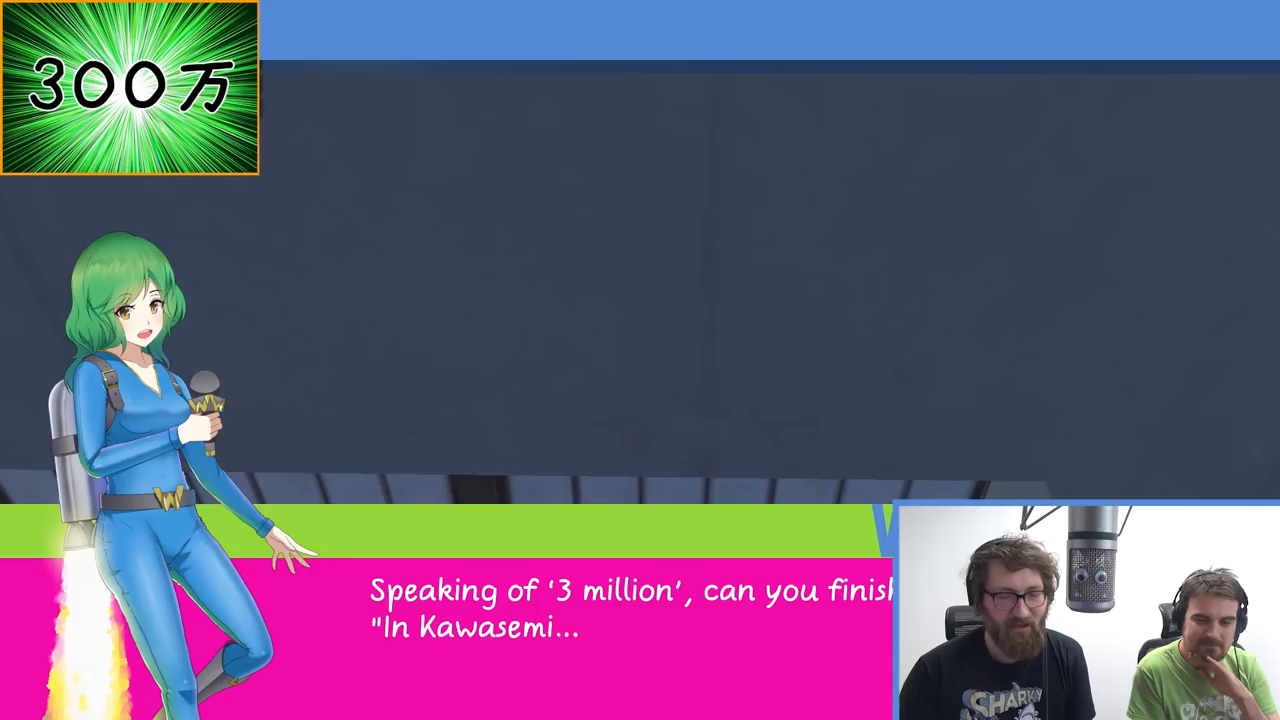 300万
Speaking of '3 million', can you finish
"In Kawasemi...
W
W
SHARKY